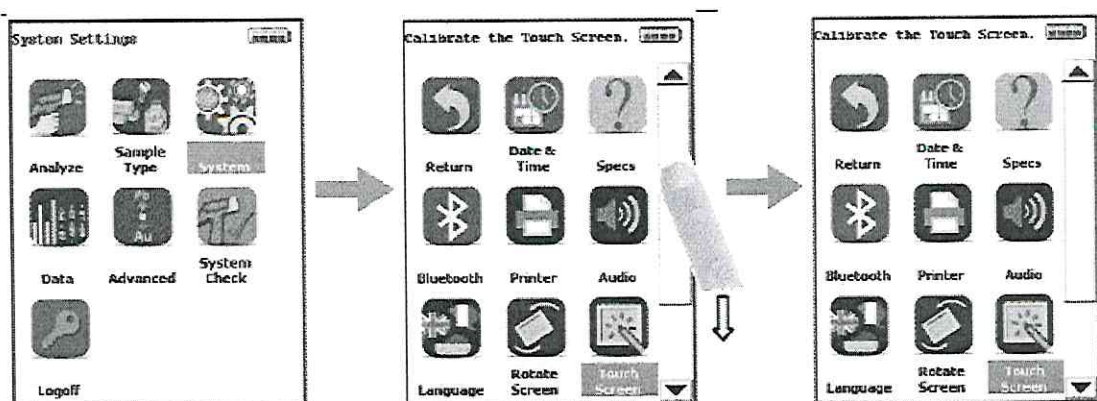 System Settings
Analyze
Sample
Type
System
Data
Advanced
System
Check
Logoff
Calibrate the Touch Screen.
Return
Date &
Time
Specs
Bluetooth
Printer
Audio
Language
Rotate
Screen
Touch
Screen
Calibrate the Touch Screen.
Return
Date &
Time
Specs
Bluetooth
Printer
Audio
Language
Rotate
Screen
Touch
Screen